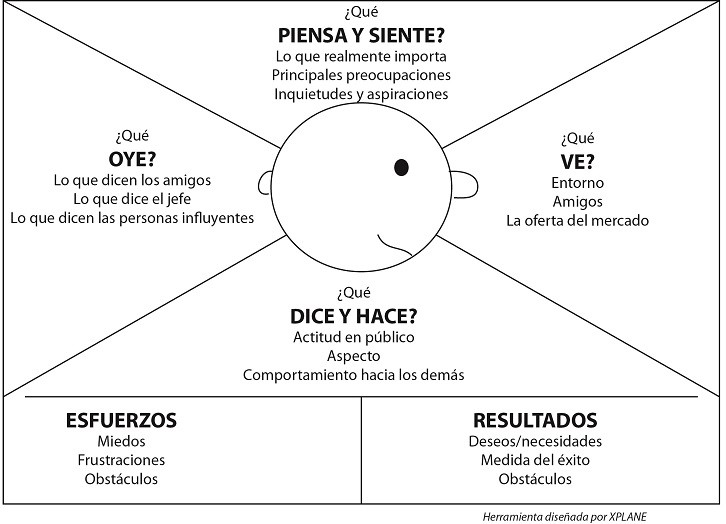 ¿Qué
PIENSA Y SIENTE?
Lo que realmente importa
Principales preocupaciones
Inquietudes y aspiraciones
¿Qué
OYE?
Lo que dicen los amigos
Lo que dice el jefe
Lo que dicen las personas influyentes
¿Qué
VE?
Entorno
Amigos
La oferta del mercado
¿Qué
DICE Y HACE?
Actitud en público
Aspecto
Comportamiento hacia los demás
ESFUERZOS
Miedos
Frustraciones
Obstáculos
RESULTADOS
Deseos/necesidades
Medida del éxito
Obstáculos
Herramienta diseñada por XPLANE